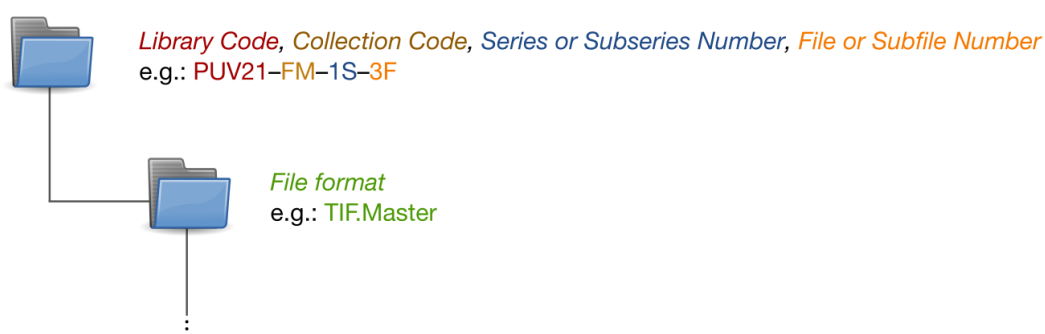 Library Code, Collection Code, Series or Subseries Number, File or Subfile Number
e.g.: PUV21–FM–1S–3F
File format
e.g.: TIF.Master